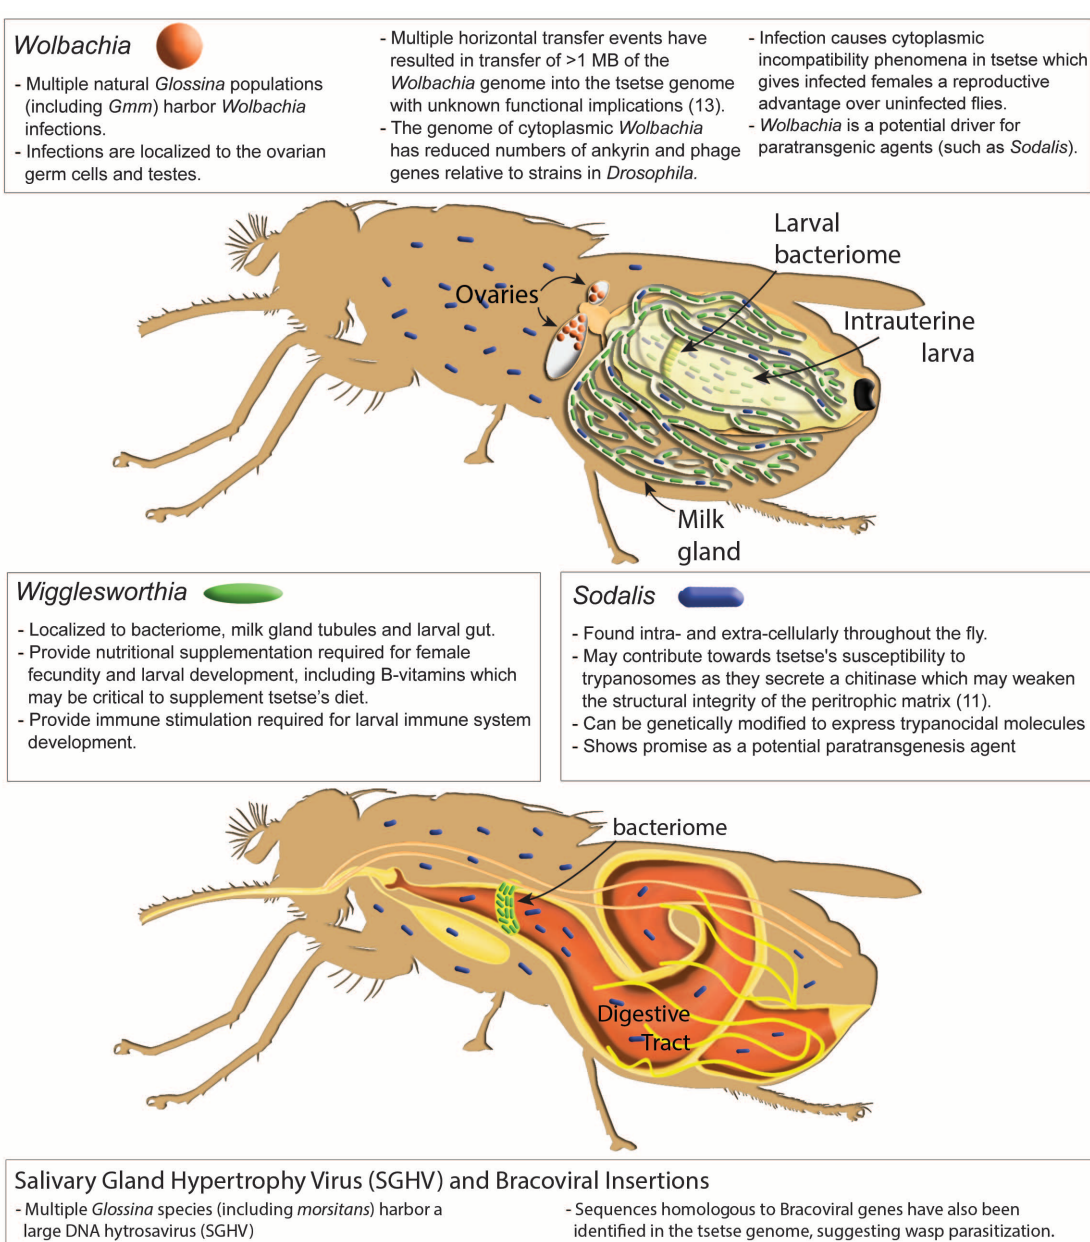 Wolbachia
- Multiple natural Glossina populations
(including Gmm) harbor Wolbachia
infections.
- Infections are localized to the ovarian
germ cells and testes.
- Multiple horizontal transfer events have
resulted in transfer of >1 MB of the
Wolbachia genome into the tsetse genome
with unknown functional implications (13).
- The genome of cytoplasmic Wolbachia
has reduced numbers of ankyrin and phage
genes relative to strains in Drosophila.
- Infection causes cytoplasmic
incompatibility phenomena in tsetse which
gives infected females a reproductive
advantage over uninfected flies.
- Wolbachia is a potential driver for
paratransgenic agents (such as Sodalis).
Larval
bacteriome
Ovaries
Intrauterine
larva
Milk
gland
Wigglesworthia
- Localized to bacteriome, milk gland tubules and larval gut.
- Provide nutritional supplementation required for female
fecundity and larval development, including B-vitamins which
may be critical to supplement tsetse's diet.
- Provide immune stimulation required for larval immune system
development.
Sodalis
- Found intra- and extra-cellularly throughout the fly.
- May contribute towards tsetse's susceptibility to
trypanosomes as they secrete a chitinase which may weaken
the structural integrity of the peritrophic matrix (11).
- Can be genetically modified to express trypanocidal molecules
- Shows promise as a potential paratransgenesis agent
bacteriome
Digestive
Tract
Salivary Gland Hypertrophy Virus (SGHV) and Bracoviral Insertions
- Multiple Glossina species (including morsitans) harbor a
large DNA hytrosavirus (SGHV)
- Sequences homologous to Bracoviral genes have also been
identified in the tsetse genome, suggesting wasp parasitization.